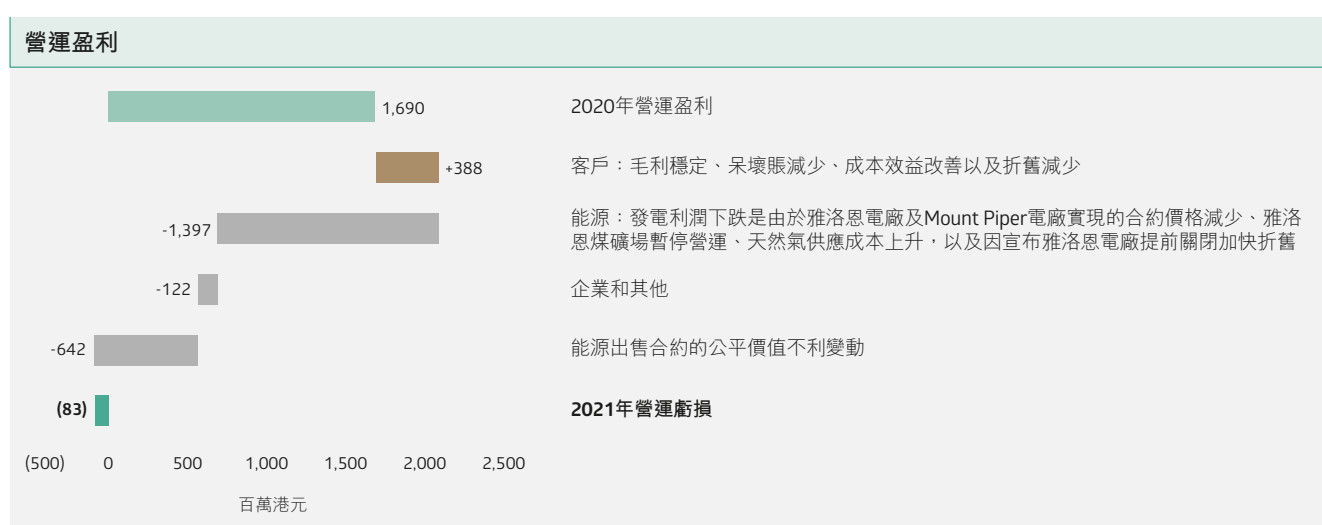 營運盈利
1,690 2020年營運盈利
+388 客戶：毛利穩定、呆壞賬減少、成本效益改善以及折舊減少
-1,397 能源：發電利潤下跌是由於雅洛恩電廠及Mount Piper電廠實現的合約價格減少、雅洛
恩煤礦場暫停營運、天然氣供應成本上升，以及因宣布雅洛恩電廠提前關閉加快折舊
-122 企業和其他
-642 能源出售合約的公平價值不利變動
(83) 2021年營運虧損
(500) 0 500 1,000 1,500 2,000 2,500
百萬港元